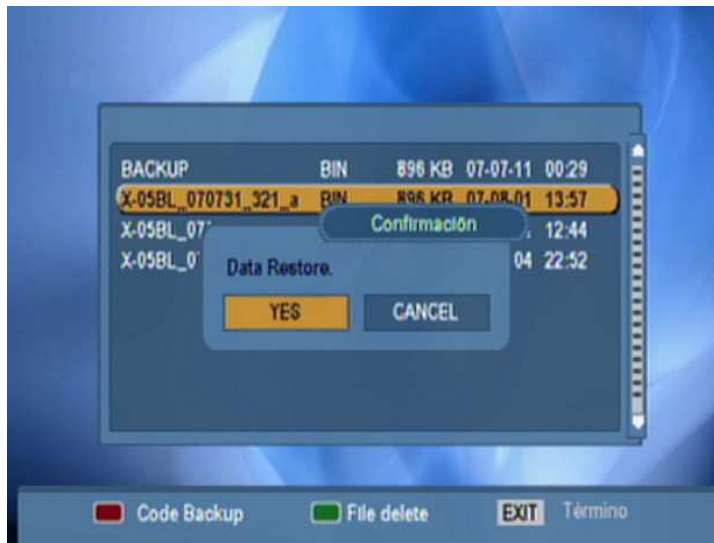 BACKUP BIN 896 KB 07-07-11 00:29
X-05BL_070731_321_a BIN 896 KB 07-08-01 13:57
Confirmación
X-05BL_07 12:44
X-05BL_0 04 22:52
Data Restore.
YES CANCEL
Code Backup File delete EXIT Término